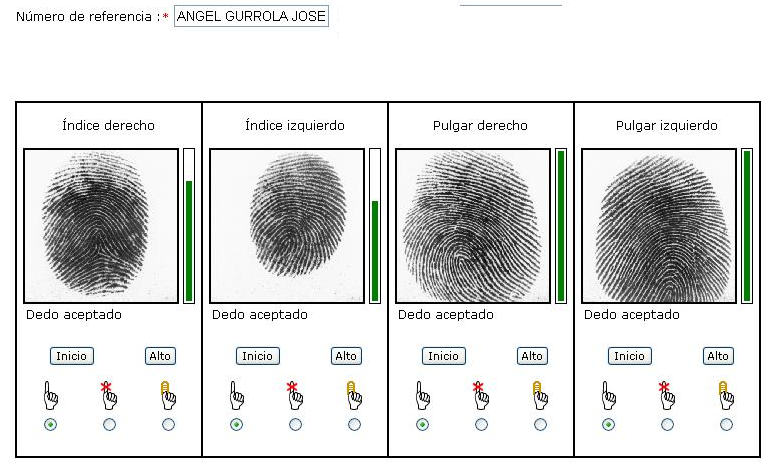 Número de referencia :* ANGEL GURROLA JOSE
Índice derecho
Índice izquierdo
Pulgar derecho
Pulgar izquierdo
Dedo aceptado
Dedo aceptado
Dedo aceptado
Dedo aceptado
Inicio Alto
Inicio Alto
Inicio Alto
Inicio Alto